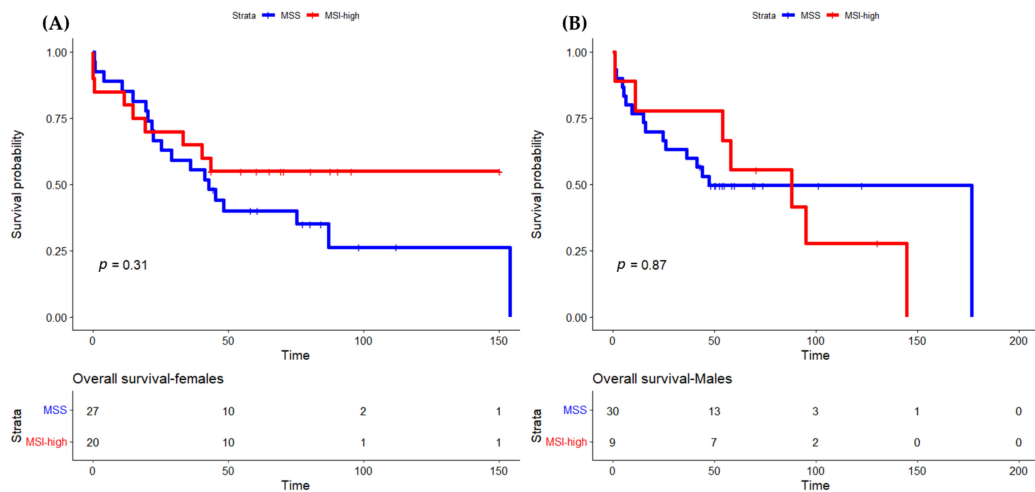 (A)
Strata MSS MSI-high
1.00
0.75
0.50
0.25
0.00
Survival probability
p = 0.31
0 50 100 150
Time
Overall survival-females
Strata
MSS 27 10 2 1
MSI-high 20 10 1 1
0 50 100 150
Time
(B)
Strata MSS MSI-high
1.00
0.75
0.50
0.25
0.00
Survival probability
p = 0.87
0 50 100 150 200
Time
Overall survival-Males
Strata
MSS 30 13 3 1 0
MSI-high 9 7 2 0 0
0 50 100 150 200
Time